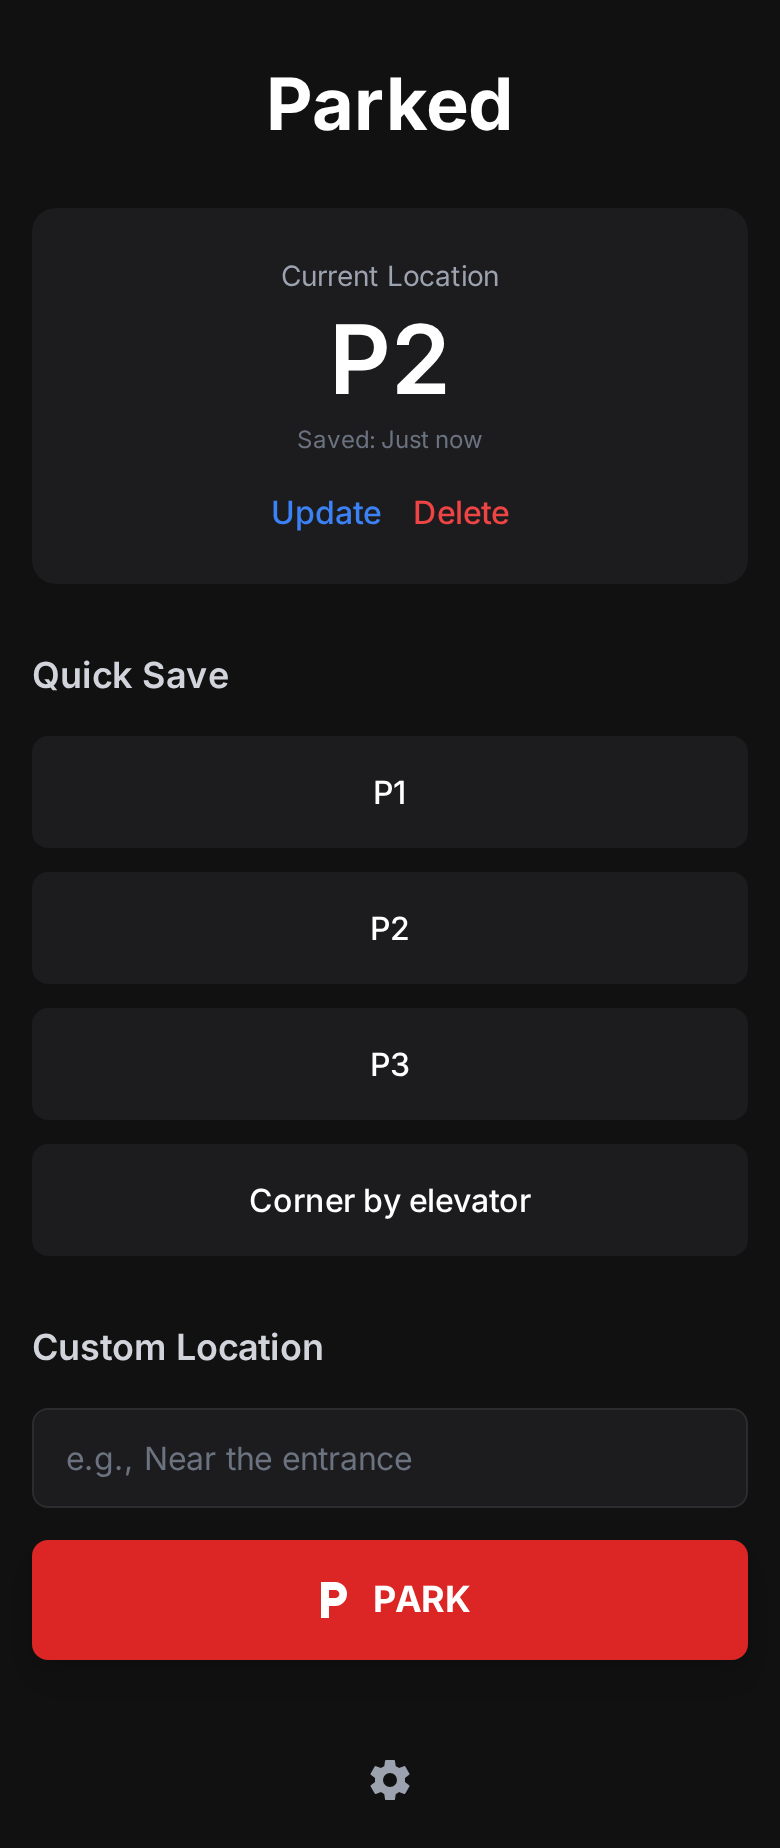 Parked
Current Location
P2
Saved: Just now
Update Delete
Quick Save
P1
P2
P3
Corner by elevator
Custom Location
e.g., Near the entrance
P PARK